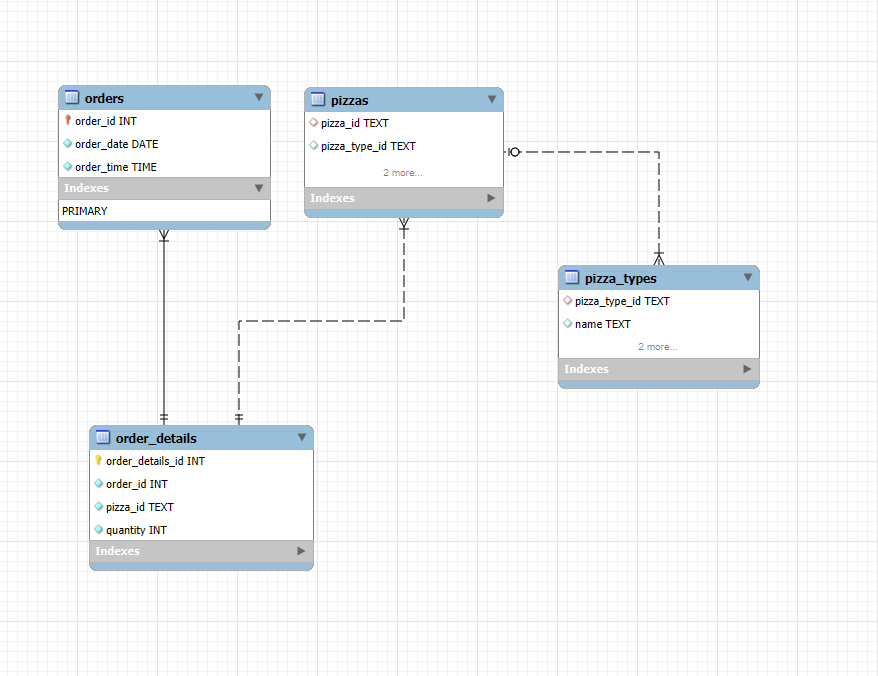 orders
order_id INT
order_date DATE
order_time TIME
Indexes
PRIMARY
pizzas
pizza_id TEXT
pizza_type_id TEXT
2 more...
Indexes
pizza_types
pizza_type_id TEXT
name TEXT
2 more...
Indexes
order_details
order_details_id INT
order_id INT
pizza_id TEXT
quantity INT
Indexes